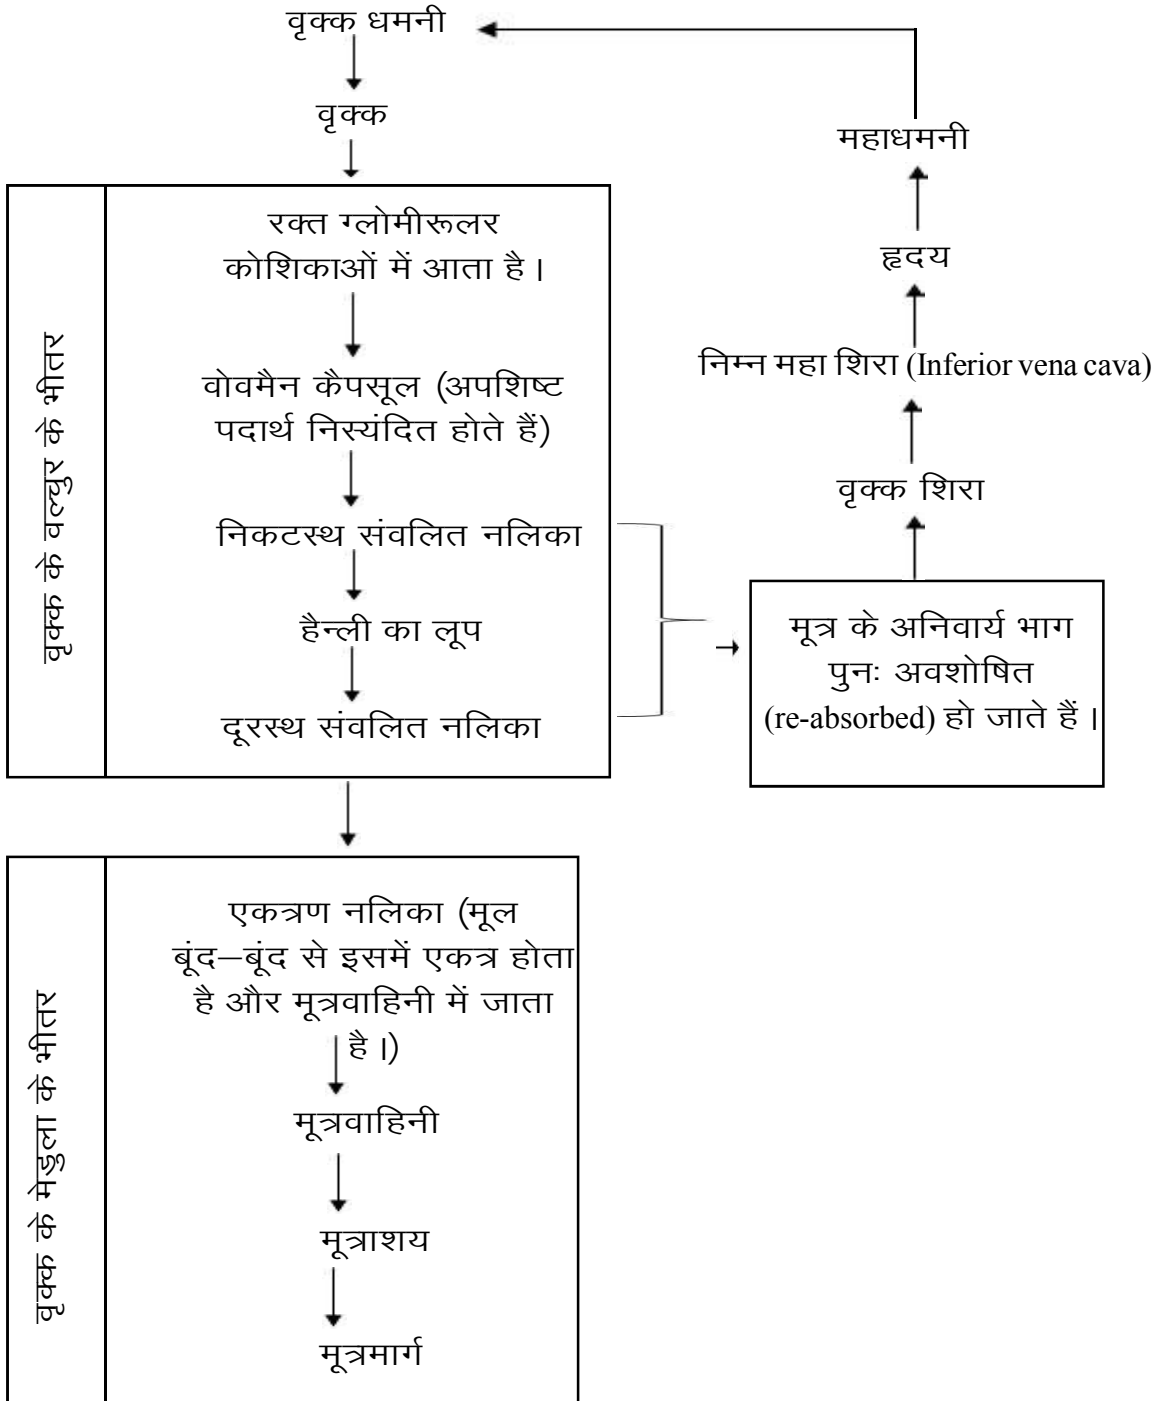 वृक्क धमनी
वृक्क
वृक्क के वल्युर के भीतर
रक्त ग्लोमीरूलर
कोशिकाओं में आता है ।
वोवमैन कैपसूल (अपशिष्ट
पदार्थ निस्यंदित होते हैं)
निकटस्थ संवलित नलिका
हैन्ली का लूप
दूरस्थ संवलित नलिका
महाधमनी
हृदय
निम्न महा शिरा (Inferior vena cava)
वृक्क शिरा
मूत्र के अनिवार्य भाग
पुनः अवशोषित
(re-absorbed) हो जाते हैं ।
वृक्क के मेडुला के भीतर
एकत्रण नलिका (मूल
बूंद–बूंद से इसमें एकत्र होता
है और मूत्रवाहिनी में जाता
है ।)
मूत्रवाहिनी
मूत्राशय
मूत्रमार्ग